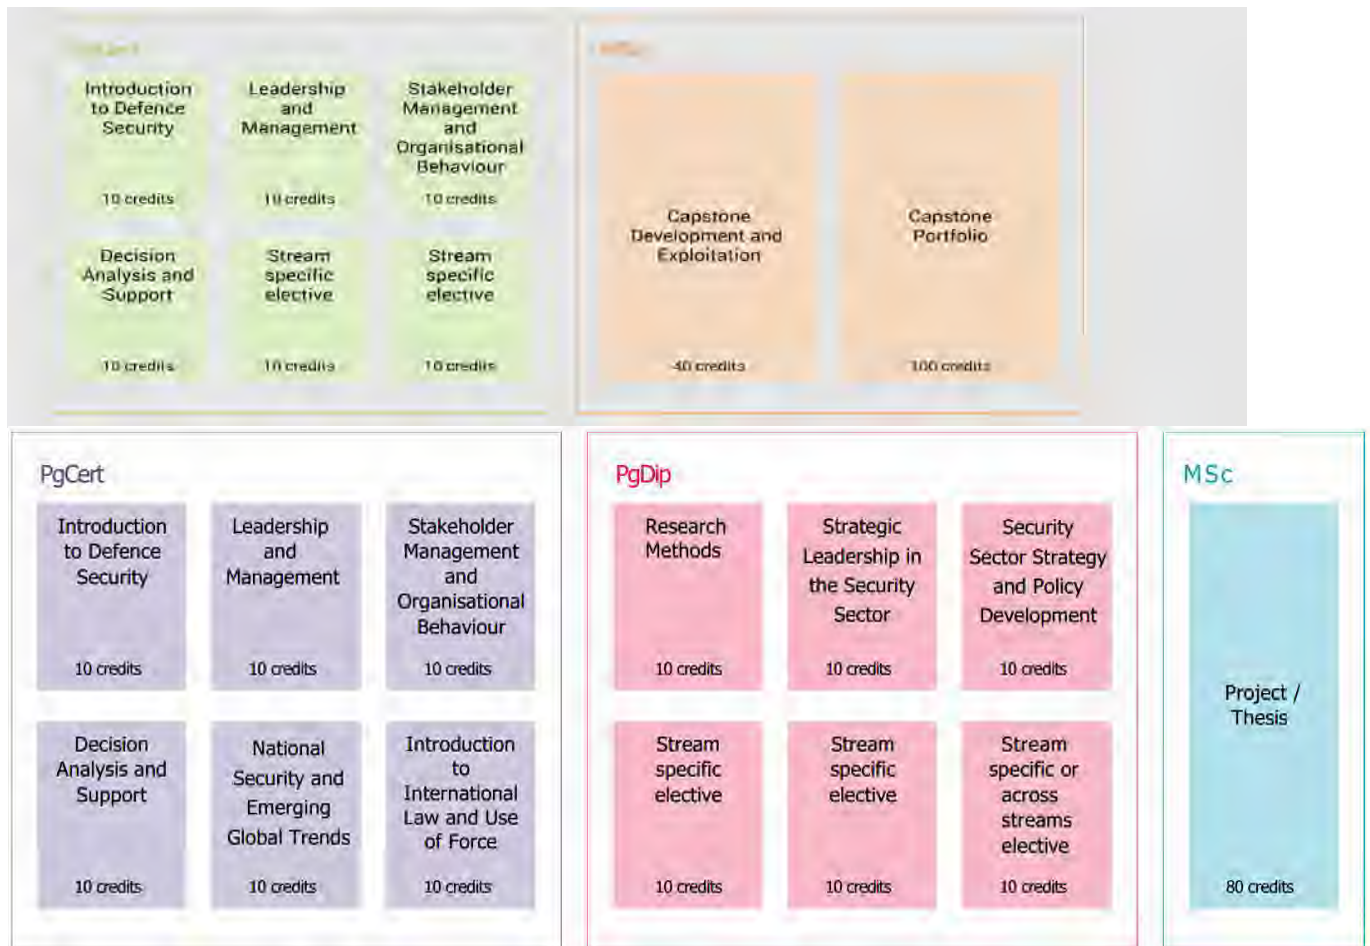 Introduction
to Defence
Security
10 credits
Leadership
and
Management
10 credits
Stakeholder
Management
and
Organisational
Behaviour
10 credits
Decision
Analysis and
Support
10 credits
Stream
specific
elective
10 credits
Stream
specific
elective
10 credits
Capstone
Development and
Exploitation
40 credits
Capstone
Portfolio
100 credits
PgCert
Introduction
to Defence
Security
10 credits
Leadership
and
Management
10 credits
Stakeholder
Management
and
Organisational
Behaviour
10 credits
Decision
Analysis and
Support
10 credits
National
Security and
Emerging
Global Trends
10 credits
Introduction
to
International
Law and Use
of Force
10 credits
PgDip
Research
Methods
10 credits
Strategic
Leadership in
the Security
Sector
10 credits
Security
Sector Strategy
and Policy
Development
10 credits
Stream
specific
elective
10 credits
Stream
specific
elective
10 credits
Stream
specific or
across
streams
elective
10 credits
MSc
Project /
Thesis
80 credits